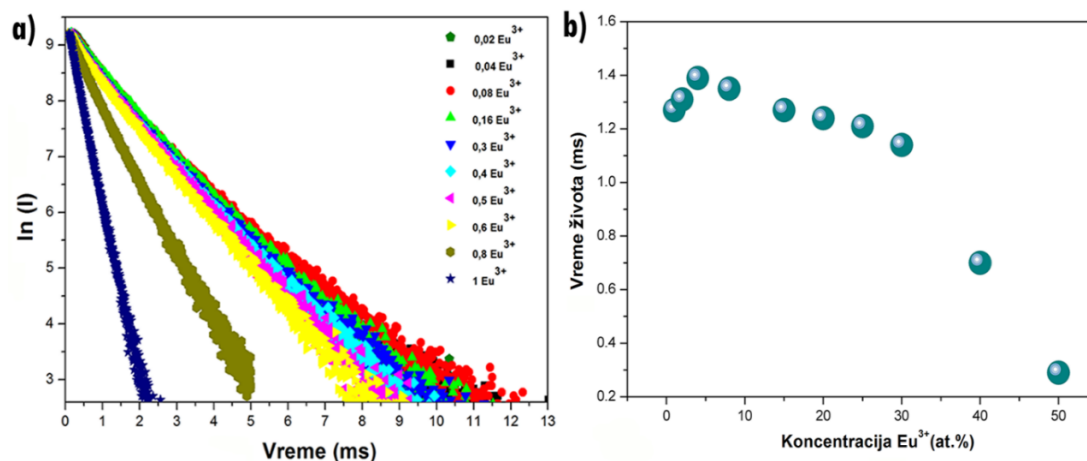 a)
9
8
7
6
5
4
3
ln (I)
0,02 Eu3+
0,04 Eu3+
0,08 Eu3+
0,16 Eu3+
0,3 Eu3+
0,4 Eu3+
0,5 Eu3+
0,6 Eu3+
0,8 Eu3+
1 Eu3+
0 1 2 3 4 5 6 7 8 9 10 11 12 13
Vreme (ms)
b)
1.6
1.4
1.2
1.0
0.8
0.6
0.4
0.2
Vreme života (ms)
0 10 20 30 40 50
Koncentracija Eu3+(at.%)